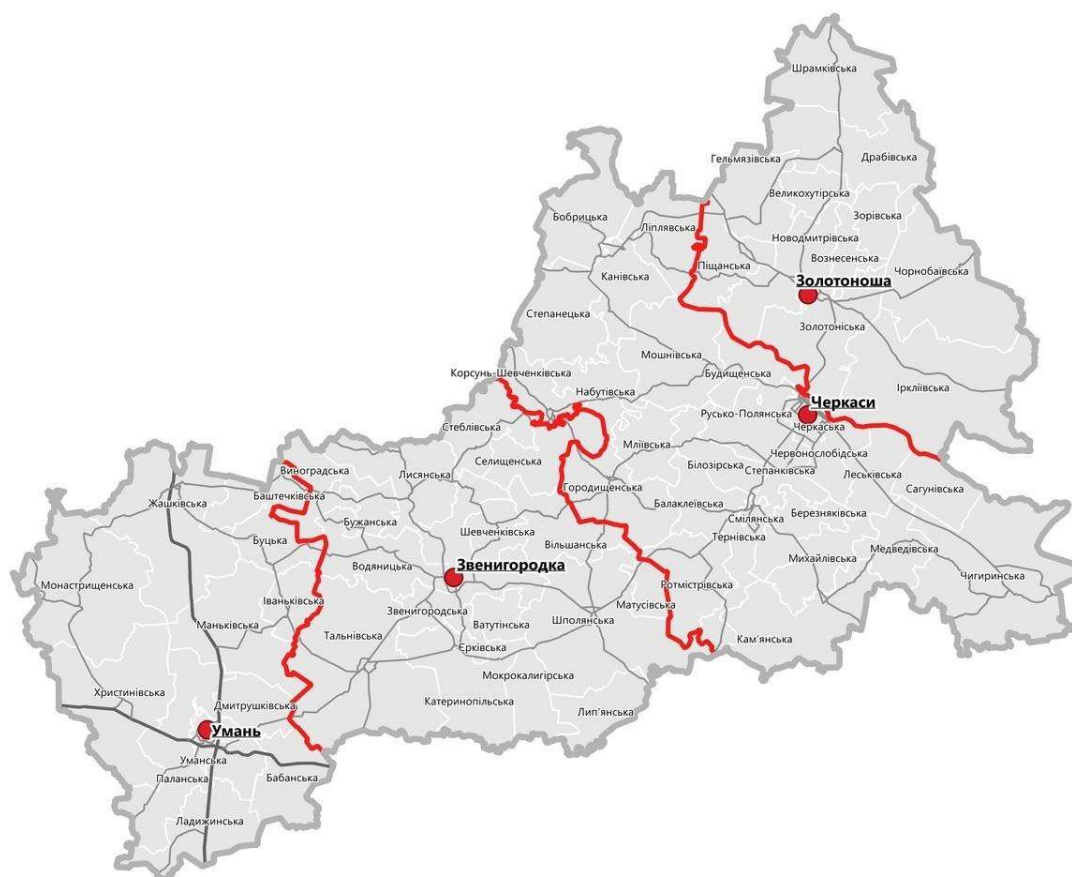 Шрамківська
Гельмязівська
Драбівська
Великохутірська
Бобрицька
Ліплявська
Зорівська
Новодмитрівська
Вознесенська
Піщанська
Канівська
Чорнобаївська
Золотоноша
Степанецька
Золотоніська
Мошнівська
Будищенська
Корсунь-Шевченківська
Набутівська
Іркліївська
Черкаси
Русько-Полянська
Черкаська
Стеблівська
Мліївська
Червонослобідська
Селищенська
Білозірська
Степанківська
Виноградська
Лисянська
Леськівська
Городищенська
Сагунівська
Баштечківська
Жашківська
Балаклеївська
Березняківська
Бужанська
Смілянська
Шевченківська
Тернівська
Буцька
Вільшанська
Медведівська
Михайлівська
Водяницька
Звенигородка
Чигиринська
Монастрищенська
Ротмістрівська
Іваньківська
Матусівська
Звенигородська
Маньківська
Ватутінська
Шполянська
Тальнівська
Кам'янська
Єрківська
Мокрокалигірська
Христинівська
Катеринопільська
Дмитрушківська
Лип'янська
Умань
Уманська
Паланська
Бабанська
Ладижинська